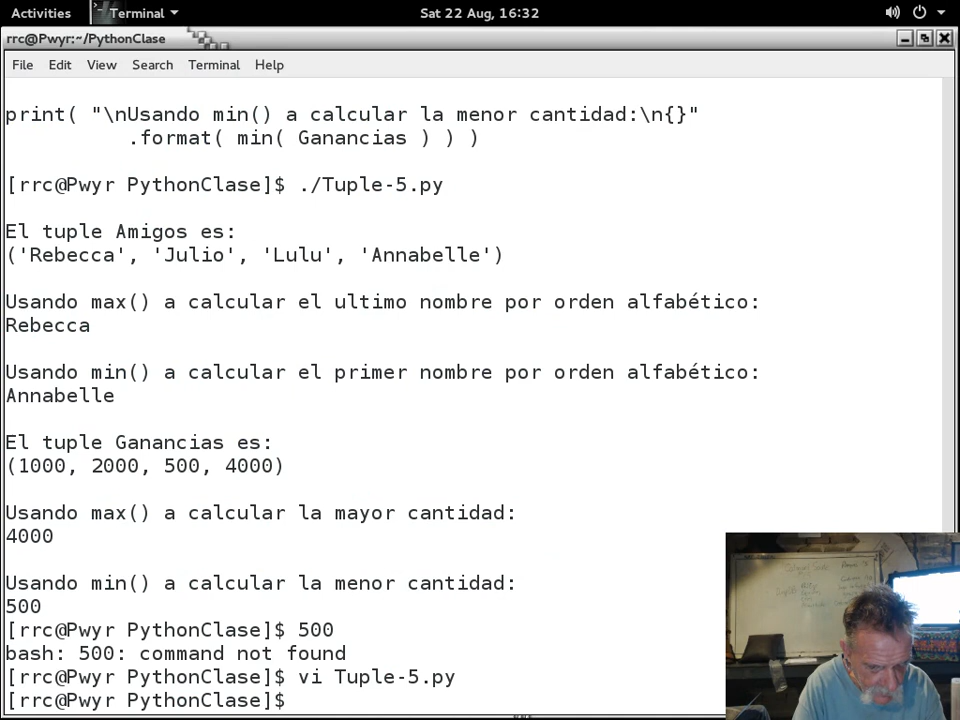 Activities
Terminal
Sat 22 Aug, 16:32
rrc@Pwyr:~/PythonClase
File Edit View Search Terminal Help
print( "\nUsando min() a calcular la menor cantidad:\n{}"
.format( min( Ganancias ) ) )
[rrc@Pwyr PythonClase]$ ./Tuple-5.py
El tuple Amigos es:
('Rebecca', 'Julio', 'Lulu', 'Annabelle')
Usando max() a calcular el ultimo nombre por orden alfabético:
Rebecca
Usando min() a calcular el primer nombre por orden alfabético:
Annabelle
El tuple Ganancias es:
(1000, 2000, 500, 4000)
Usando max() a calcular la mayor cantidad:
4000
Usando min() a calcular la menor cantidad:
500
[rrc@Pwyr PythonClase]$ 500
bash: 500: command not found
[rrc@Pwyr PythonClase]$ vi Tuple-5.py
[rrc@Pwyr PythonClase]$